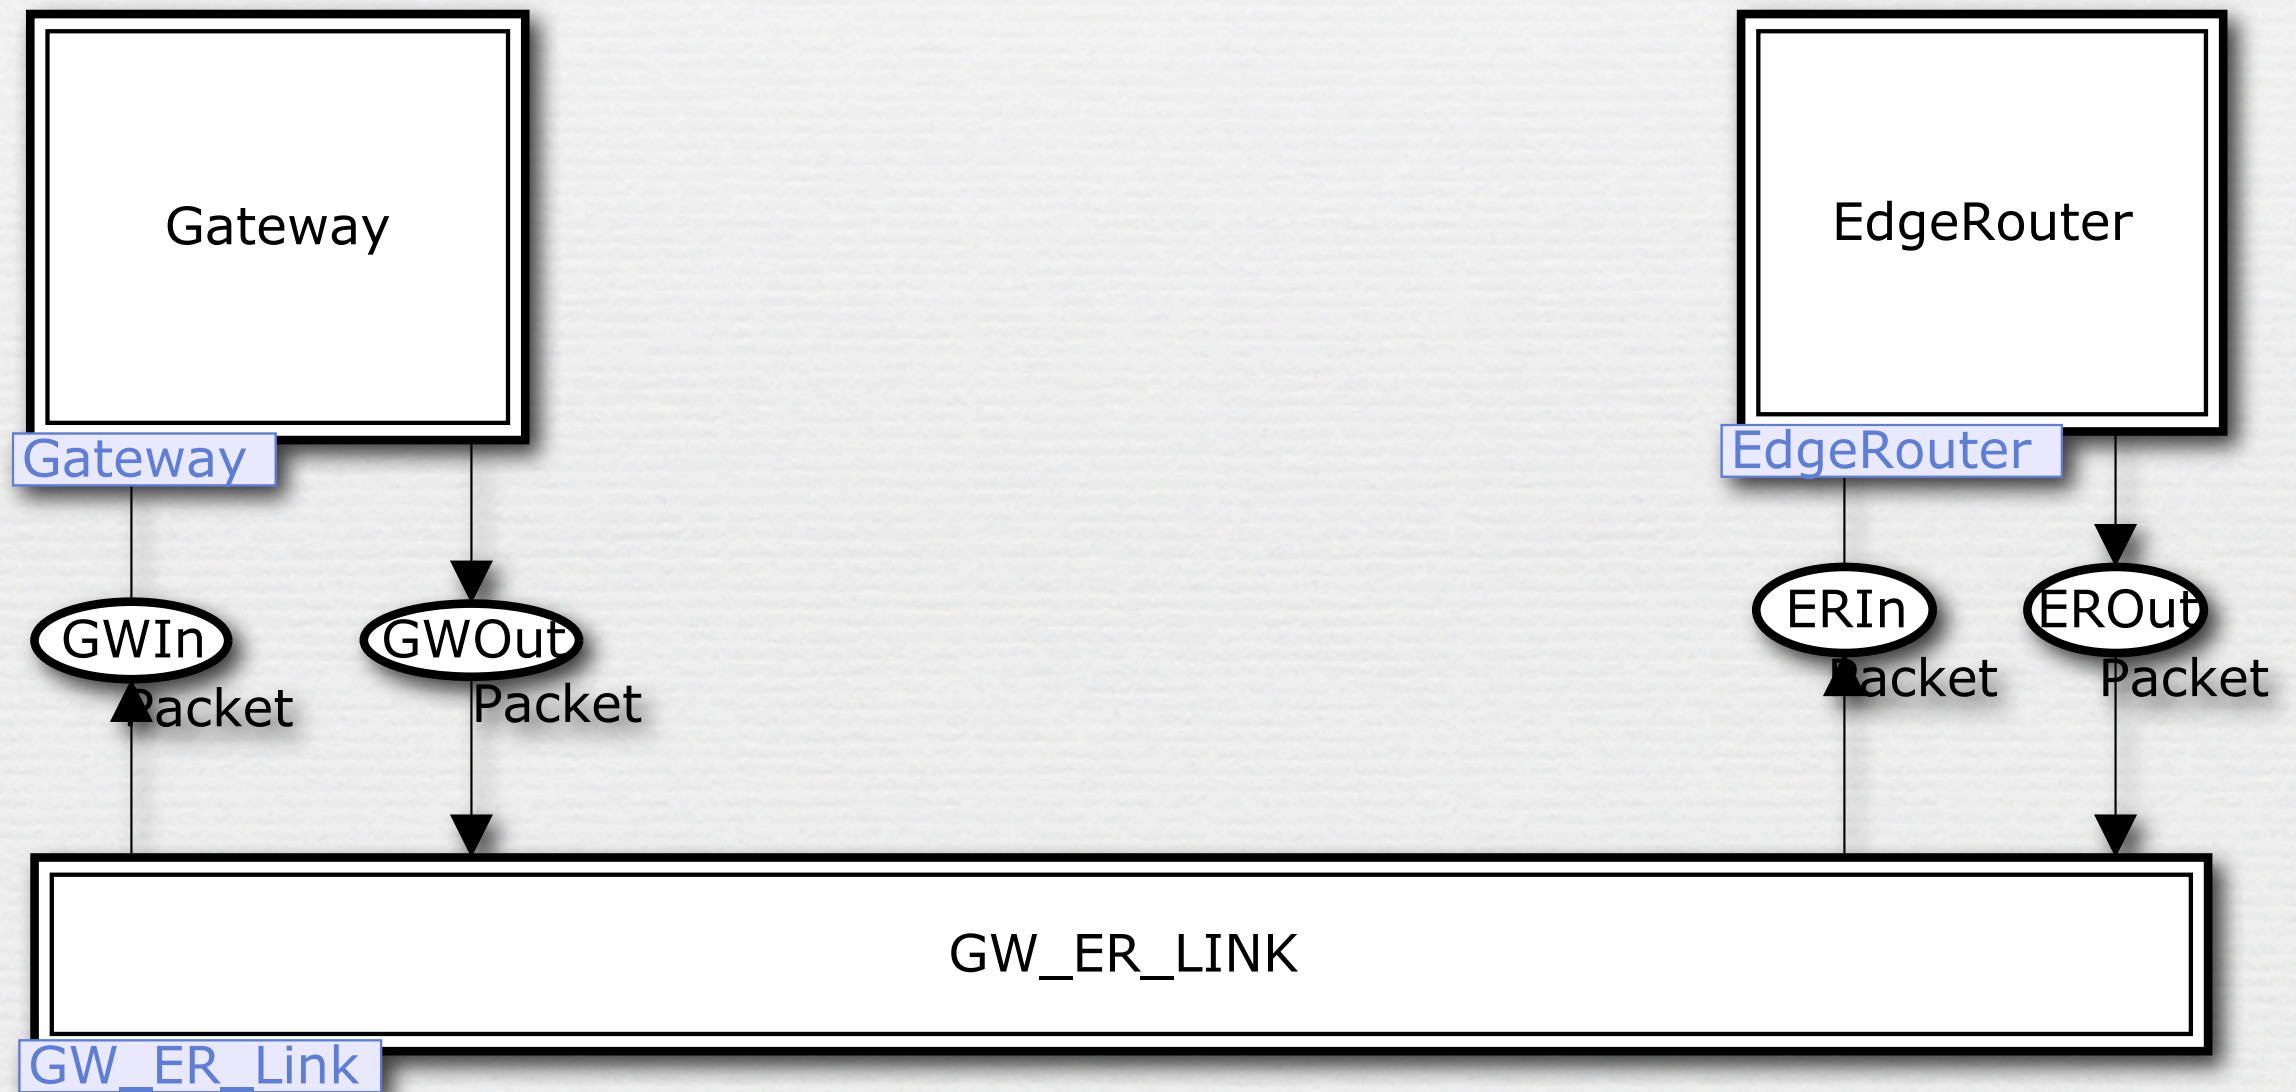 Gateway
EdgeRouter
Gateway
EdgeRouter
GWIn
GWOut
ERIn
EROut
Packet
Packet
Packet
Packet
GW_ER_LINK
GW_ER_Link